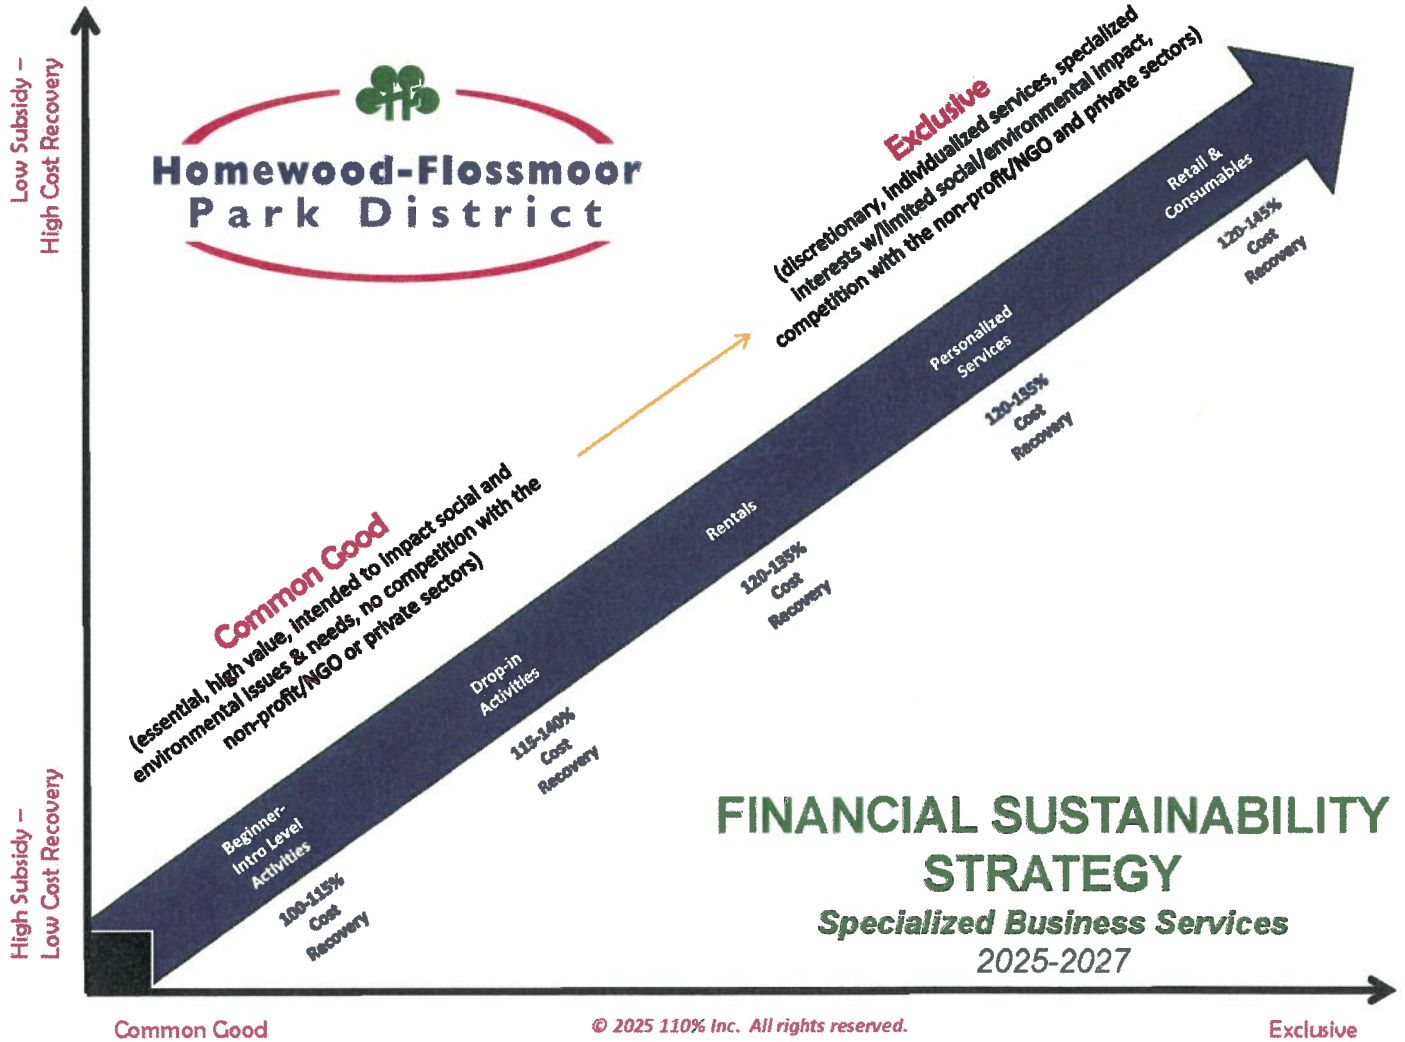 Low Subsidy –
High Cost Recovery
Homewood-Flossmoor
Park District
Exclusive
(discretionary, individualized services, specialized
interests w/limited social/environmental impact,
competition with the non-profit/NGO and private sectors)
Retail &
Consumables
120-145%
Cost
Recovery
Personalized
Services
120-135%
Cost
Recovery
Rentals
120-135%
Cost
Recovery
Common Good
(essential, high value, intended to impact social and
environmental issues & needs, no competition with the
non-profit/NGO or private sectors)
Drop-in
Activities
115-140%
Cost
Recovery
Beginner-
Intro Level
Activities
100-115%
Cost
Recovery
High Subsidy –
Low Cost Recovery
FINANCIAL SUSTAINABILITY
STRATEGY
Specialized Business Services
2025-2027
Common Good
© 2025 110% Inc. All rights reserved.
Exclusive